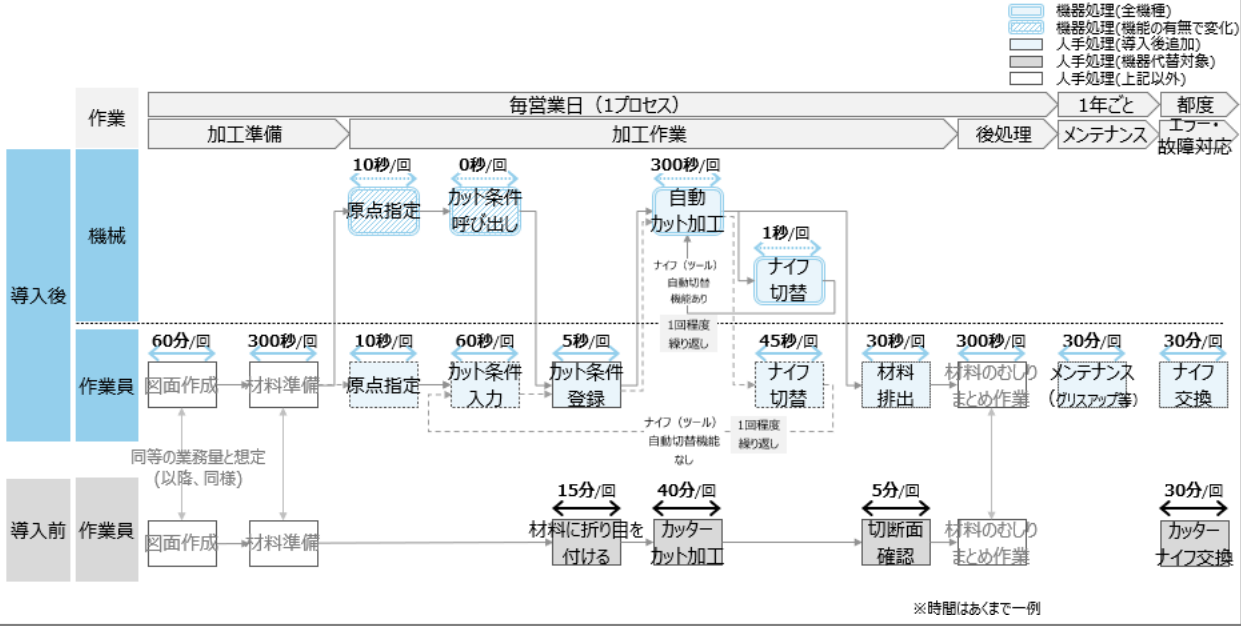 機器処理(全機種)
機器処理(機能の有無で変化)
人手処理(導入後追加)
人手処理(機器代替対象)
人手処理(上記以外)
作業
毎営業日（1プロセス）
1年ごと
都度
加工準備
加工作業
後処理
メンテナンス
エラー・
故障対応
導入後
機械
10秒/回
原点指定
0秒/回
カット条件
呼び出し
300秒/回
自動
カット加工
1秒/回
ナイフ
切替
ナイフ（ツール）
自動切替
機能あり
1回程度
繰り返し
作業員
60分/回
図面作成
300秒/回
材料準備
10秒/回
原点指定
60秒/回
カット条件
入力
5秒/回
カット条件
登録
45秒/回
ナイフ
切替
30秒/回
材料
排出
300秒/回
材料のむしり
まとめ作業
30分/回
メンテナンス
(グリスアップ等)
30分/回
ナイフ
交換
ナイフ（ツール）
自動切替機能
なし
1回程度
繰り返し
同等の業務量と想定
(以降、同様)
導入前
作業員
図面作成
材料準備
15分/回
材料に折り目を
付ける
40分/回
カッター
カット加工
5分/回
切断面
確認
材料のむしり
まとめ作業
30分/回
カッター
ナイフ交換
※時間はあくまで一例